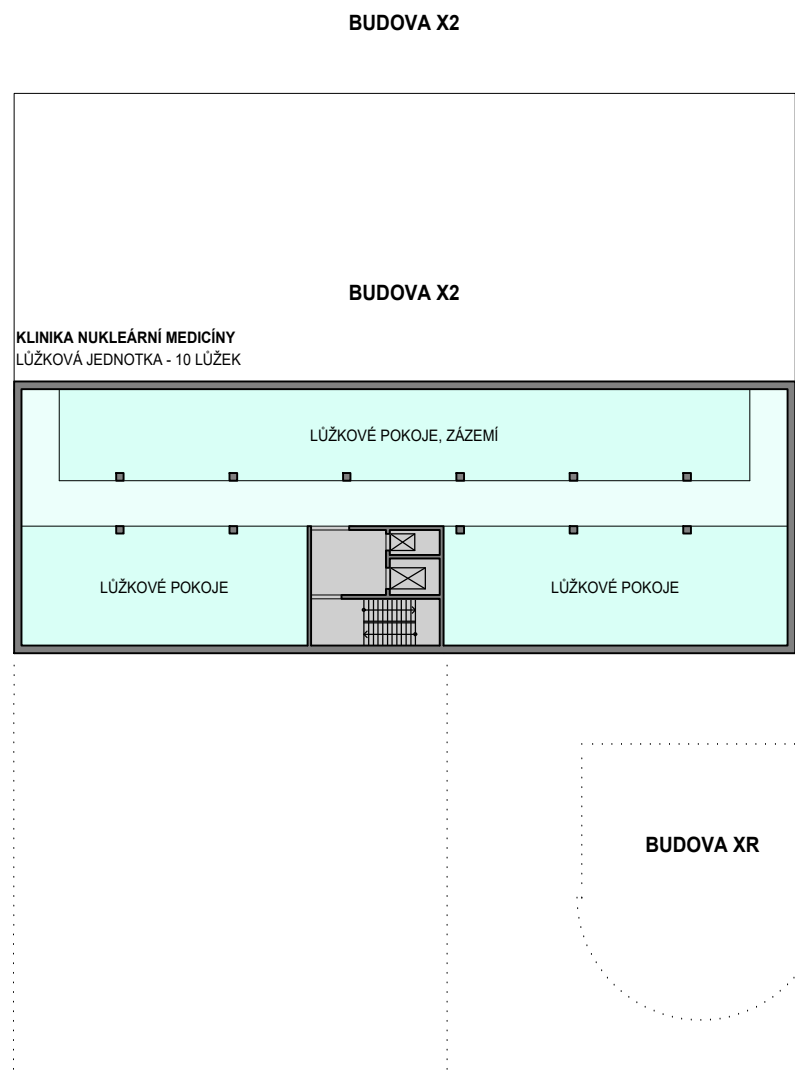 BUDOVA X2
BUDOVA X2
KLINIKA NUKLEÁRNÍ MEDICÍNY
LŮŽKOVÁ JEDNOTKA - 10 LŮŽEK
LŮŽKOVÉ POKOJE, ZÁZEMÍ
LŮŽKOVÉ POKOJE
LŮŽKOVÉ POKOJE
BUDOVA XR